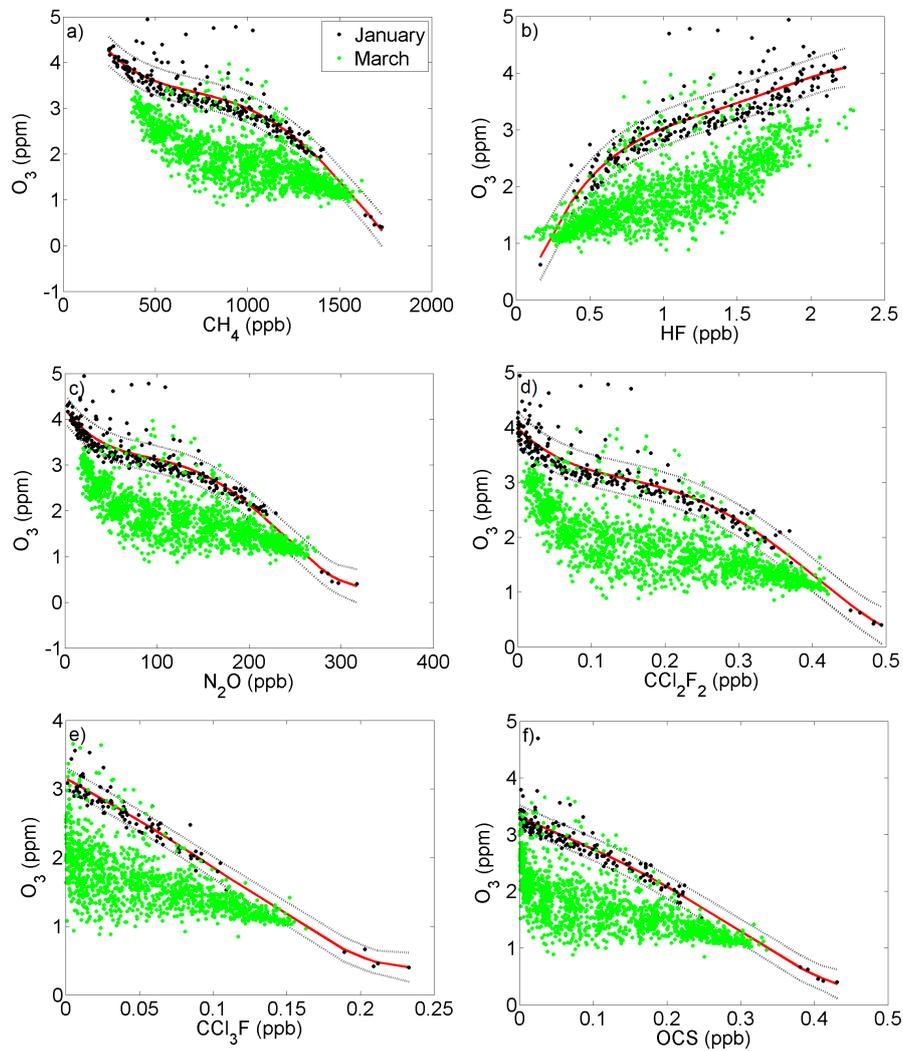 a)
January
March
5
4
3
2
1
0
-1
O3 (ppm)
0 500 1000 1500 2000
CH4 (ppb)
b)
5
4
3
2
1
0
O3 (ppm)
0 0.5 1 1.5 2 2.5
HF (ppb)
c)
5
4
3
2
1
0
-1
O3 (ppm)
0 100 200 300 400
N2O (ppb)
d)
5
4
3
2
1
0
O3 (ppm)
0 0.1 0.2 0.3 0.4 0.5
CCl2F2 (ppb)
e)
4
3
2
1
0
O3 (ppm)
0 0.05 0.1 0.15 0.2 0.25
CCl3F (ppb)
f)
5
4
3
2
1
0
O3 (ppm)
0 0.1 0.2 0.3 0.4 0.5
OCS (ppb)